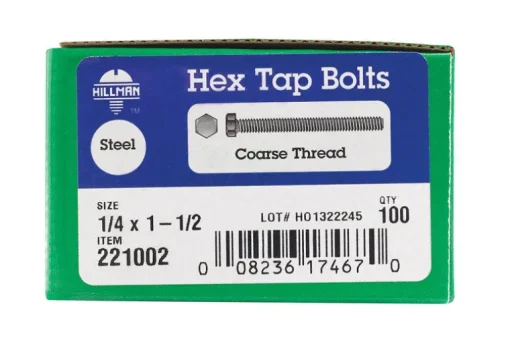 HILLMAN
TM
Hex Tap Bolts
Steel
Coarse Thread
SIZE
1/4 x 1-1/2
ITEM
221002
LOT# H01322245
QTY
100
0 08236 17467 0